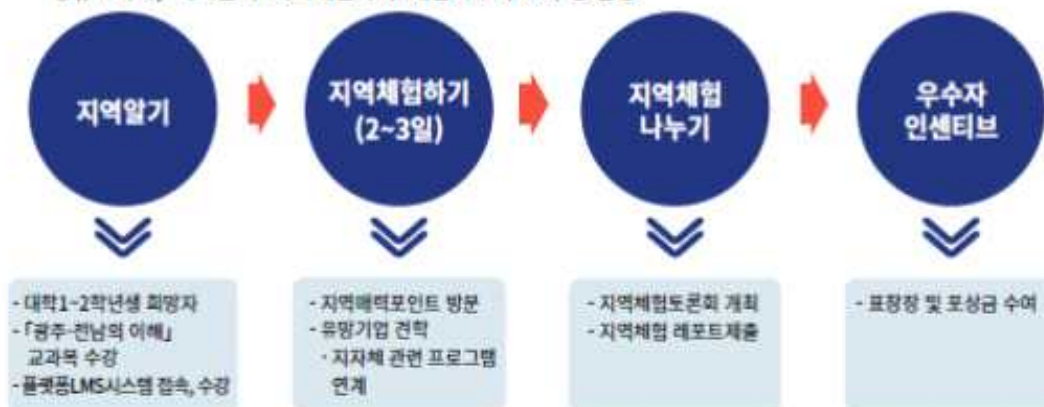 지역알기
지역체험하기
(2~3일)
지역체험
나누기
우수자
인센티브
- 대학1~2학년생 희망자
- 「광주·전남의 이해」
교과목 수강
- 플랫폼LMS시스템 접속, 수강
- 지역매력포인트 방문
- 유망기업 견학
· 지자체 관련 프로그램
연계
- 지역체험토론회 개최
- 지역체험 레포트제출
- 표창장 및 포상금 수여